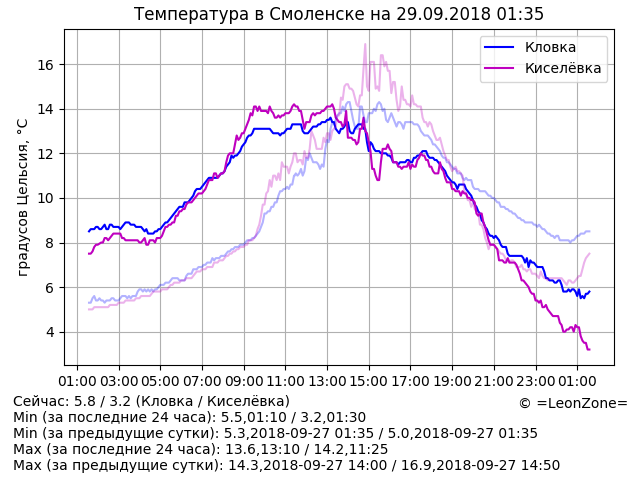 Температура в Смоленске на 29.09.2018 01:35
градусов Цельсия, °C
16
14
12
10
8
6
4
Кловка
Киселёвка
01:00 03:00 05:00 07:00 09:00 11:00 13:00 15:00 17:00 19:00 21:00 23:00 01:00
Сейчас: 5.8 / 3.2 (Кловка / Киселёвка)
© =LeonZone=
Min (за последние 24 часа): 5.5,01:10 / 3.2,01:30
Min (за предыдущие сутки): 5.3,2018-09-27 01:35 / 5.0,2018-09-27 01:35
Max (за последние 24 часа): 13.6,13:10 / 14.2,11:25
Max (за предыдущие сутки): 14.3,2018-09-27 14:00 / 16.9,2018-09-27 14:50